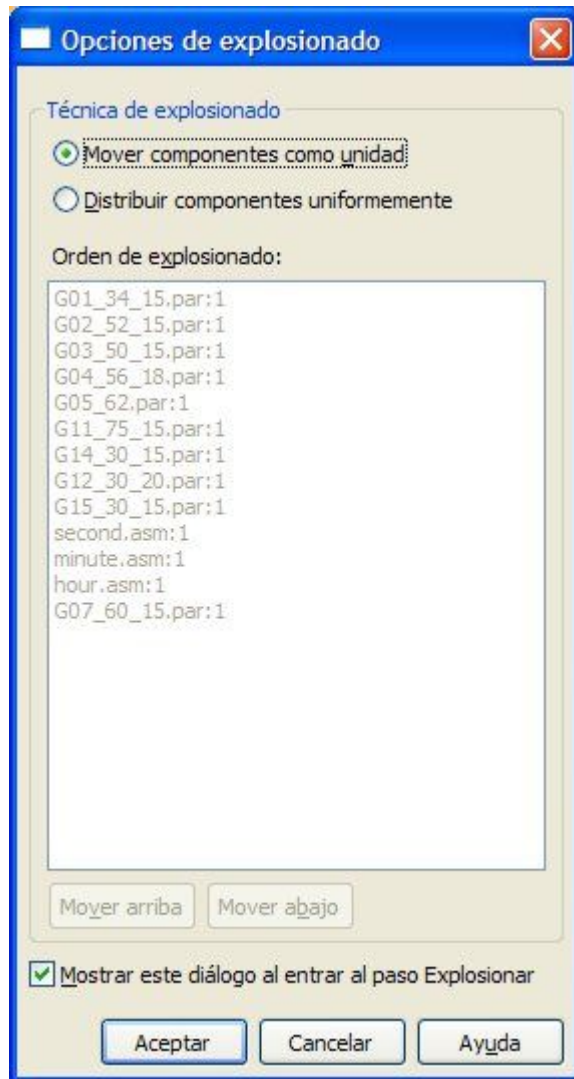 Opciones de explosionado
Técnica de explosionado
Mover componentes como unidad
Distribuir componentes uniformemente
Orden de explosionado:
G01_34_15.par:1
G02_52_15.par:1
G03_50_15.par:1
G04_56_18.par:1
G05_62.par:1
G11_75_15.par:1
G14_30_15.par:1
G12_30_20.par:1
G15_30_15.par:1
second.asm:1
minute.asm:1
hour.asm:1
G07_60_15.par:1
Mover arriba Mover abajo
Mostrar este diálogo al entrar al paso Explosionar
Aceptar Cancelar Ayuda